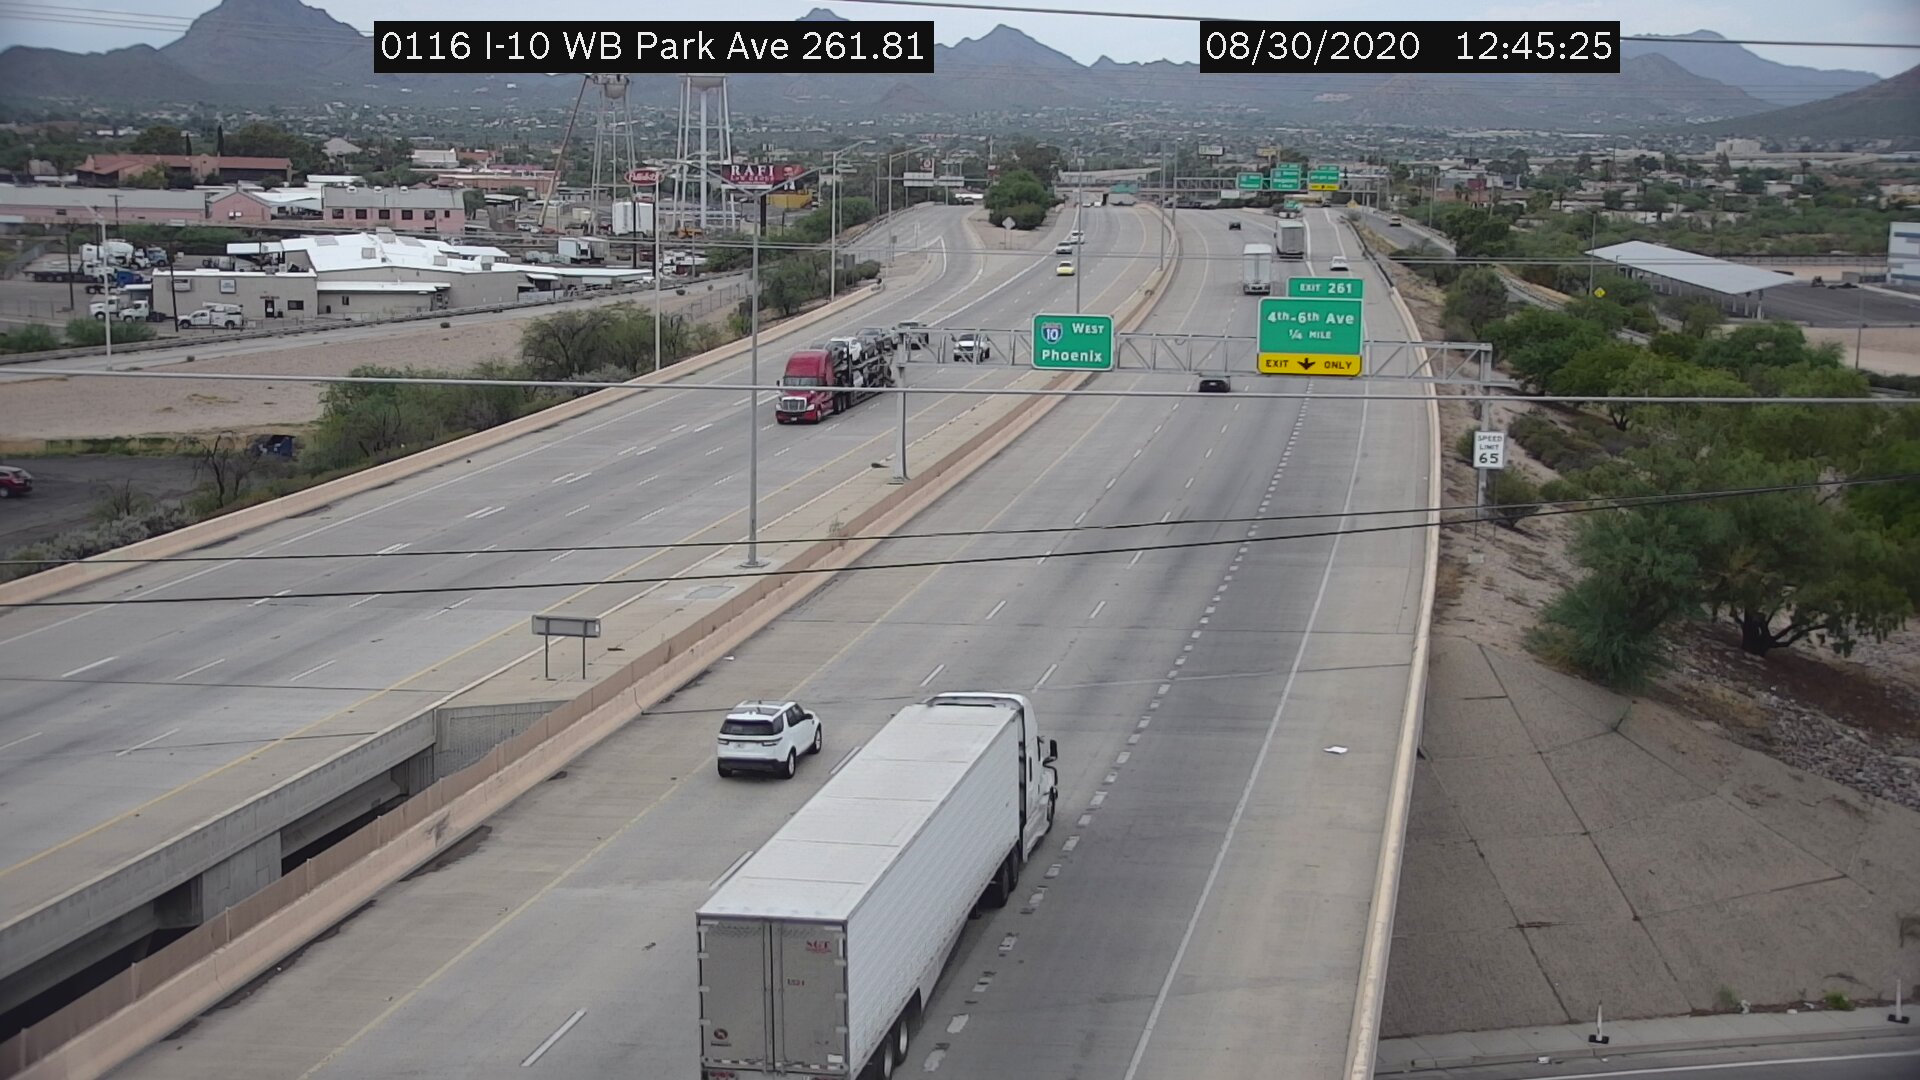 0116 I-10 WB Park Ave 261.81
08/30/2020 12:45:25
RAFI
EXIT 261
4th-6th Ave
1/4 MILE
EXIT ONLY
10 WEST
Phoenix
SPEED
LIMIT
65
SGT